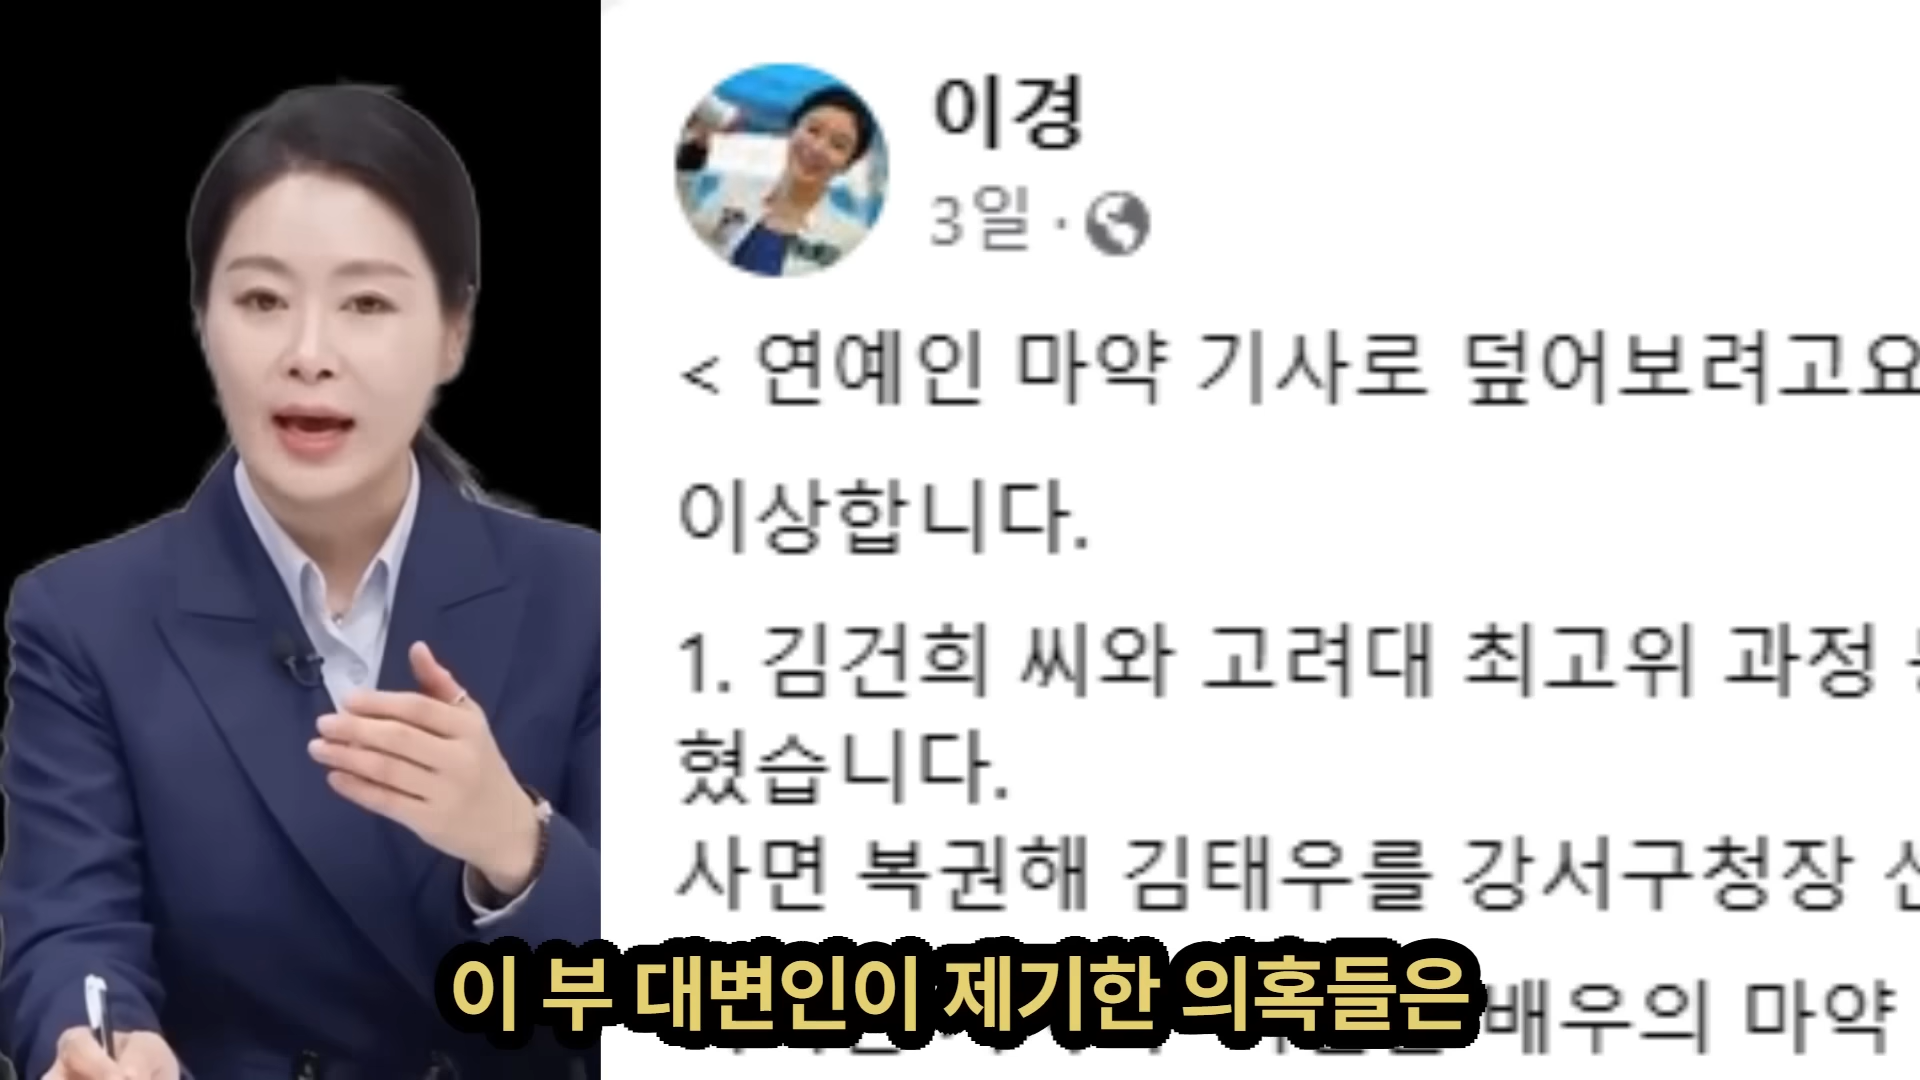 이경
3일
< 연예인 마약 기사로 덮어보려고요
이상합니다.
1. 김건희 씨와 고려대 최고위 과정
혔습니다.
사면 복권해 김태우를 강서구청장
배우의 마약
이 부 대변인이 제기한 의혹들은